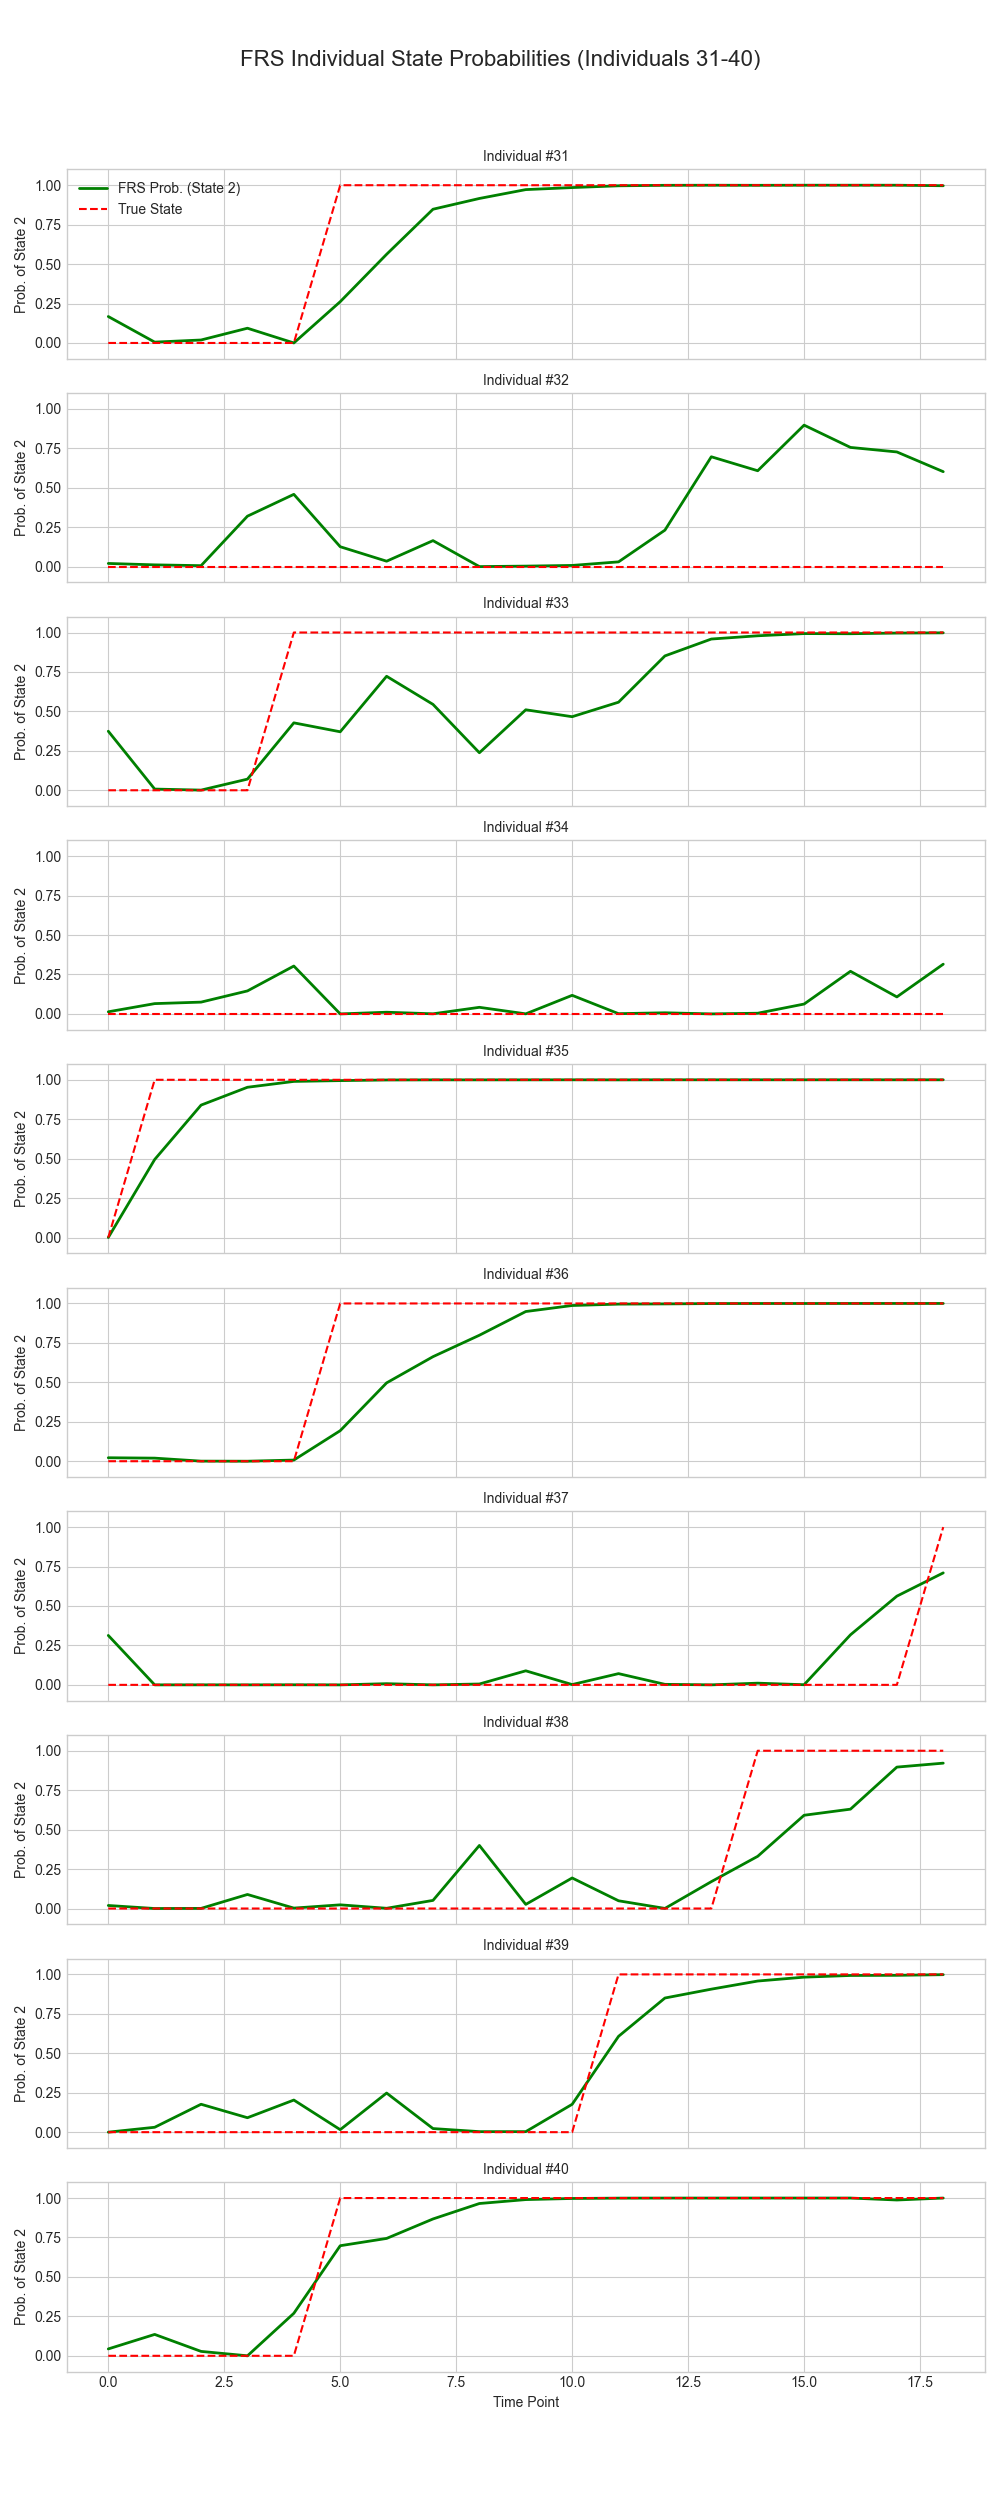 FRS Individual State Probabilities (Individuals 31-40)
Individual #31
FRS Prob. (State 2)
True State
Prob. of State 2
1.00
0.75
0.50
0.25
0.00
Individual #32
Prob. of State 2
1.00
0.75
0.50
0.25
0.00
Individual #33
Prob. of State 2
1.00
0.75
0.50
0.25
0.00
Individual #34
Prob. of State 2
1.00
0.75
0.50
0.25
0.00
Individual #35
Prob. of State 2
1.00
0.75
0.50
0.25
0.00
Individual #36
Prob. of State 2
1.00
0.75
0.50
0.25
0.00
Individual #37
Prob. of State 2
1.00
0.75
0.50
0.25
0.00
Individual #38
Prob. of State 2
1.00
0.75
0.50
0.25
0.00
Individual #39
Prob. of State 2
1.00
0.75
0.50
0.25
0.00
Individual #40
Prob. of State 2
1.00
0.75
0.50
0.25
0.00
0.0 2.5 5.0 7.5 10.0 12.5 15.0 17.5
Time Point